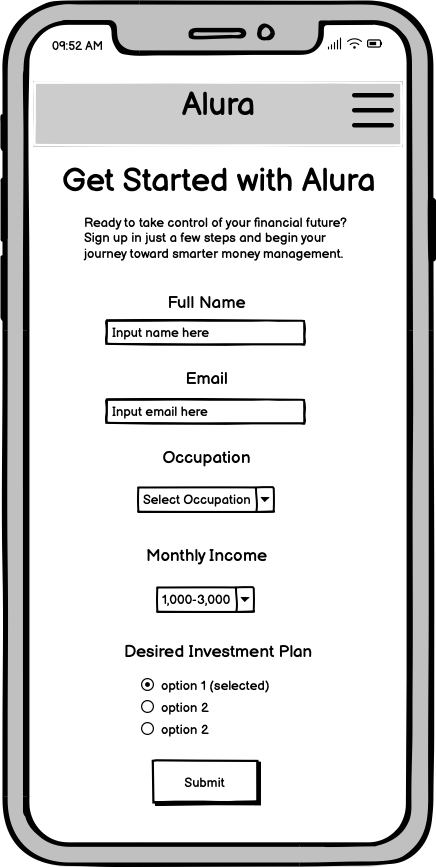 09:52 AM
Alura
Get Started with Alura
Ready to take control of your financial future?
Sign up in just a few steps and begin your
journey toward smarter money management.
Full Name
Input name here
Email
Input email here
Occupation
Select Occupation
Monthly Income
1,000-3,000
Desired Investment Plan
option 1 (selected)
option 2
option 2
Submit